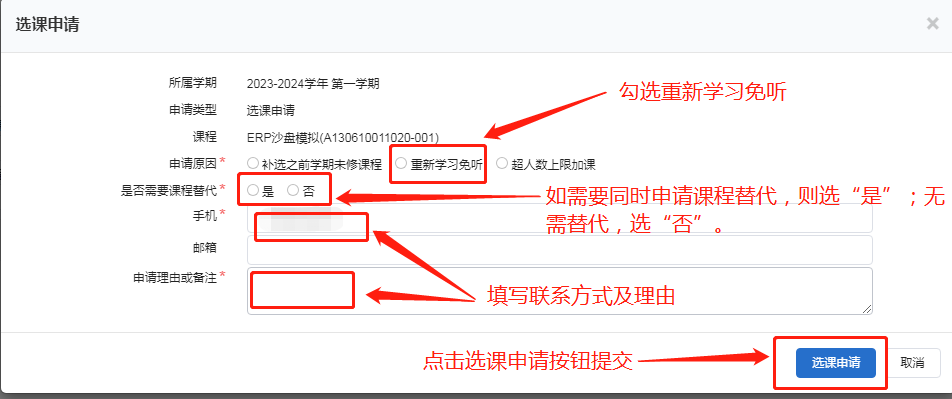 选课申请
×
所属学期 2023-2024学年 第一学期
勾选重新学习免听
申请类型 选课申请
课程 ERP沙盘模拟(A130610011020-001)
申请原因* 补选之前学期未修课程 重新学习免听 超人数上限加课
是否需要课程替代* 是 否
如需要同时申请课程替代，则选“是”；无
需替代，选“否”。
手机*
邮箱
申请理由或备注*
填写联系方式及理由
点击选课申请按钮提交
选课申请 取消